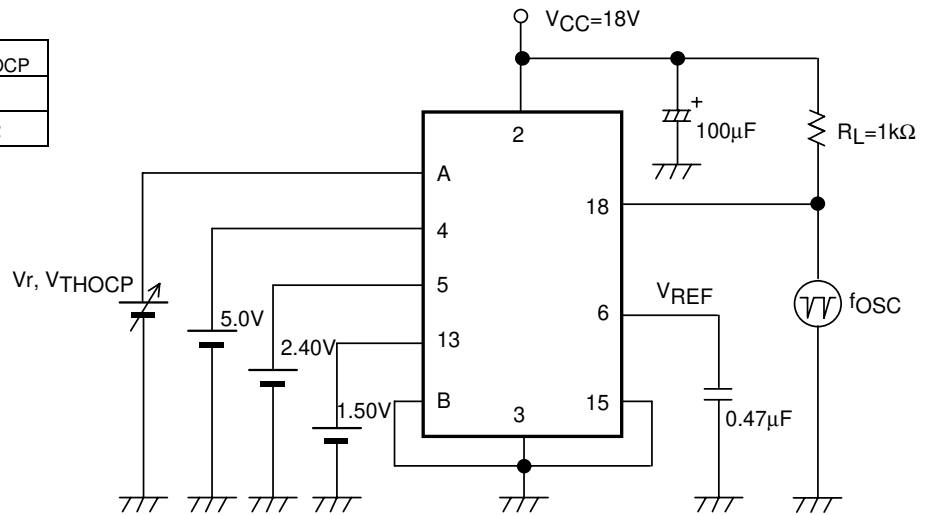 VCC=18V
2
+
100μF
RL=1kΩ
A
18
4
Vr, VTHOCP
5
VREF
fOSC
6
5.0V
13
2.40V
B
1.50V
15
3
0.47μF